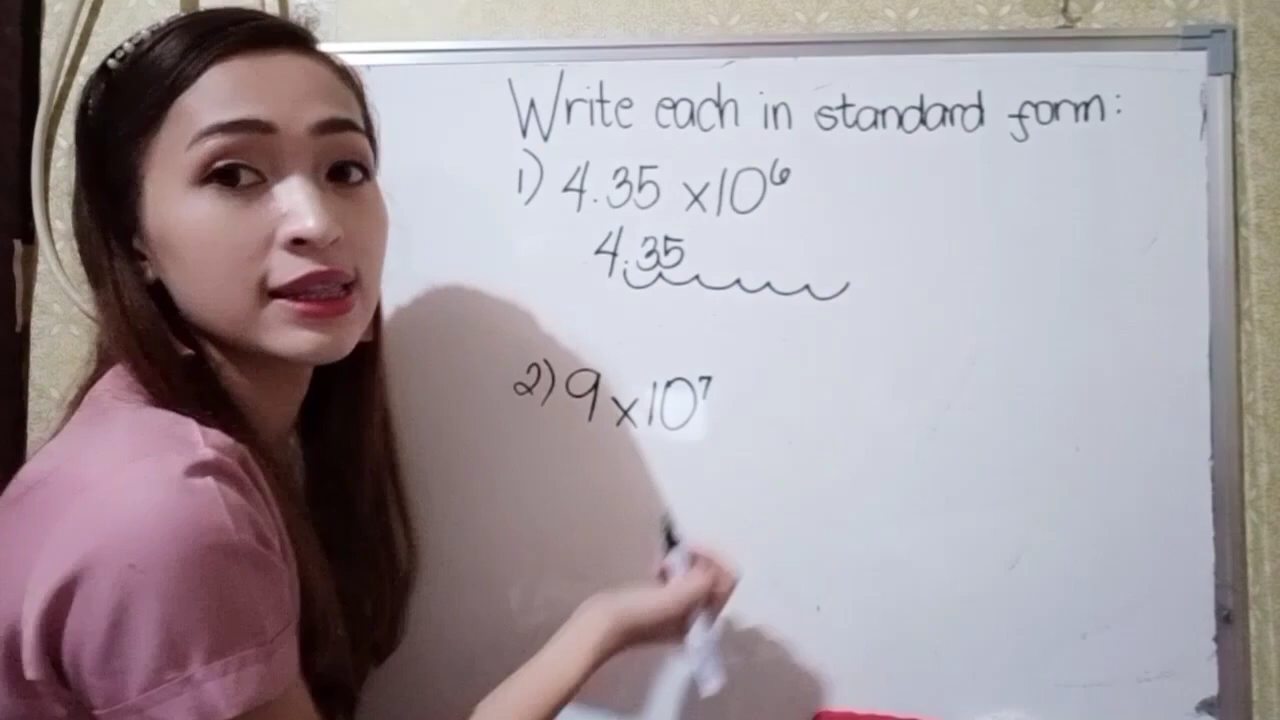 Write each in standard form:
1) 4.35 x10⁶
4.35
2) 9 x10⁷